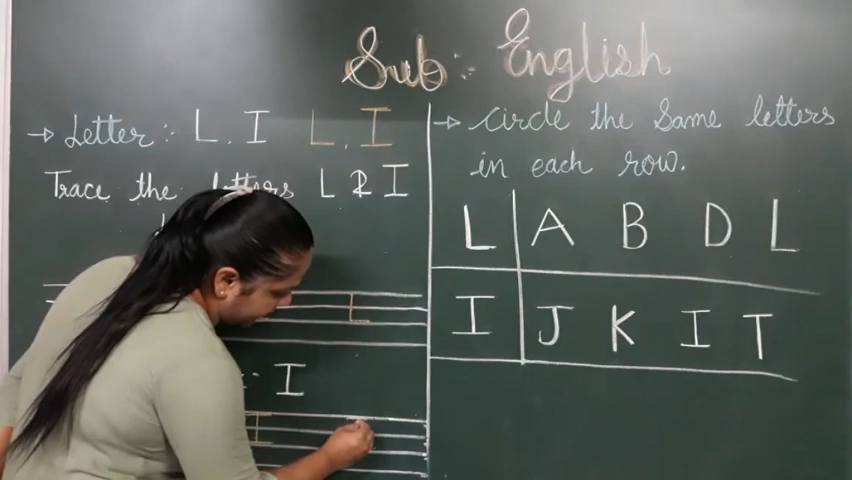 Sub:- English
→ Letter:- L, I L, I
Trace the letters L & I
I
I
→ Circle the Same letters
in each row.
L A B D L
I J K I T